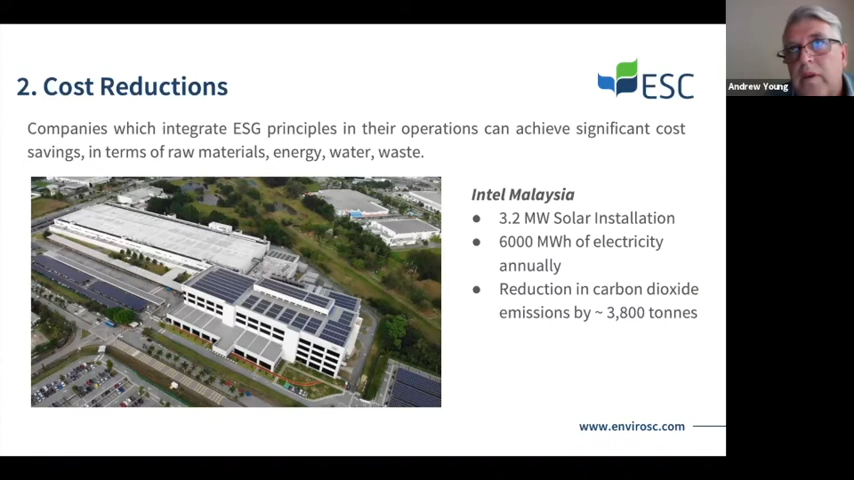 2. Cost Reductions
ESC
Andrew Young
Companies which integrate ESG principles in their operations can achieve significant cost
savings, in terms of raw materials, energy, water, waste.
Intel Malaysia
● 3.2 MW Solar Installation
● 6000 MWh of electricity
annually
● Reduction in carbon dioxide
emissions by ~ 3,800 tonnes
www.envirosc.com